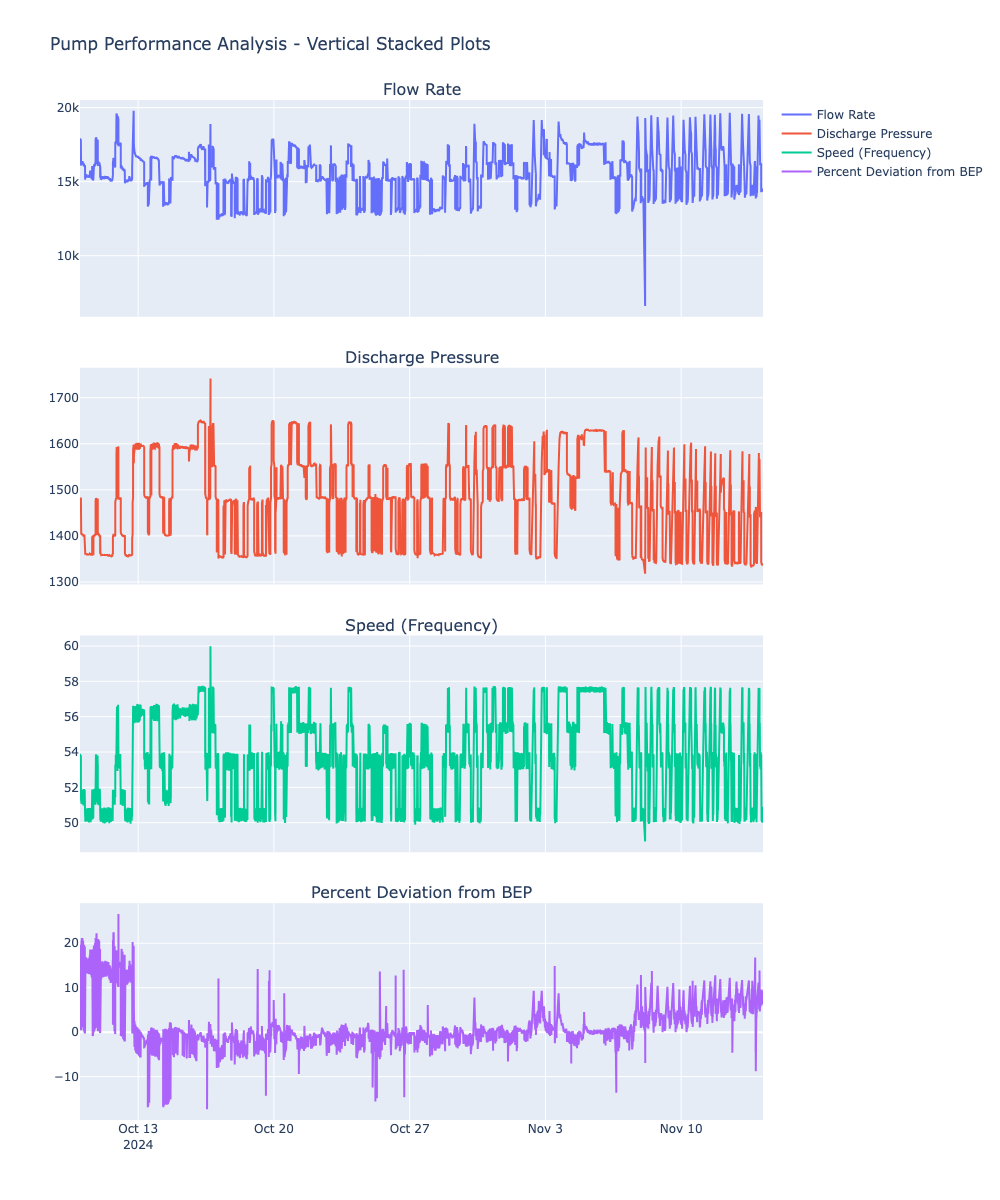 Pump Performance Analysis - Vertical Stacked Plots
Flow Rate
20k
15k
10k
Flow Rate
Discharge Pressure
Speed (Frequency)
Percent Deviation from BEP
Discharge Pressure
1700
1600
1500
1400
1300
Speed (Frequency)
60
58
56
54
52
50
Percent Deviation from BEP
20
10
0
−10
Oct 13 Oct 20 Oct 27 Nov 3 Nov 10
2024